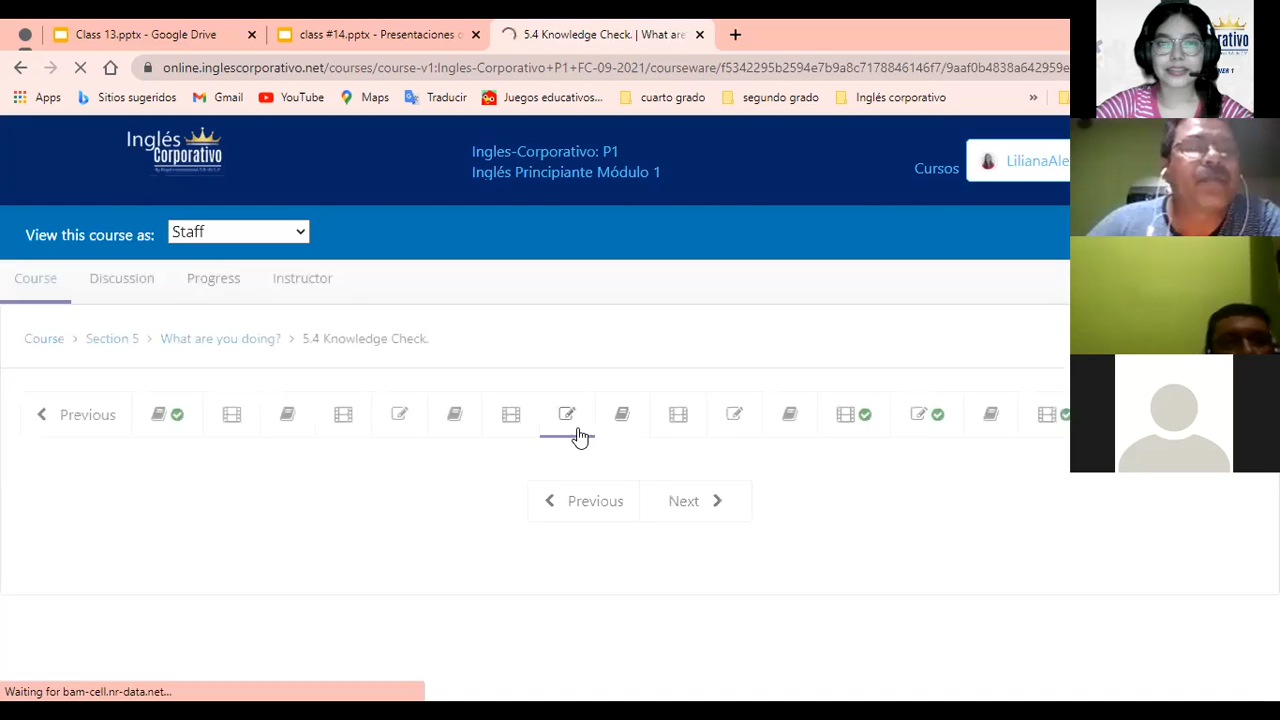 Class 13.pptx - Google Drive
class #14.pptx - Presentaciones
5.4 Knowledge Check. | What are
online.inglescorporativo.net/courses/course-v1:Ingles-Co
P1+FC-09-2021/courseware/f5342295b2
Apps
Sitios sugeridos
Gmail
YouTube
Maps
Traducir
Juegos educativos...
cuarto grado
segundo grado
Inglés corporativo
»
Inglés
Corporativo
Ingles-Corporativo: P1
Inglés Principiante Módulo 1
Cursos
LilianaAle
View this course as:
Staff
Course
Discussion
Progress
Instructor
Course > Section 5 > What are you doing? > 5.4 Knowledge Check.
Previous
Previous
Next
Waiting for bam-cell.nr-data.net...